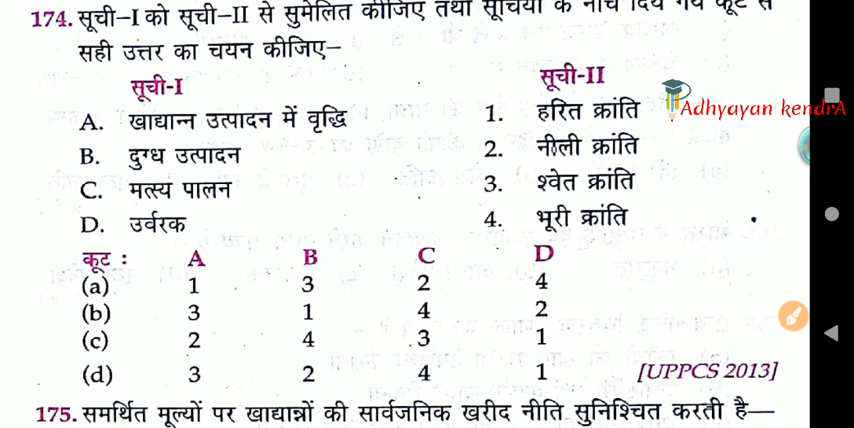 174. सूची-I को सूची-II से सुमेलित कीजिए तथा सूचियों के नीचे दिये गये कूट से
सही उत्तर का चयन कीजिए–
सूची-I सूची-II
A. खाद्यान्न उत्पादन में वृद्धि 1. हरित क्रांति
Adhyayan kendrA
B. दुग्ध उत्पादन 2. नीली क्रांति
C. मत्स्य पालन 3. श्वेत क्रांति
D. उर्वरक 4. भूरी क्रांति
कूट : A B C D
(a) 1 3 2 4
(b) 3 1 4 2
(c) 2 4 3 1
(d) 3 2 4 1 [UPPCS 2013]
175. समर्थित मूल्यों पर खाद्यान्नों की सार्वजनिक खरीद नीति सुनिश्चित करती है—